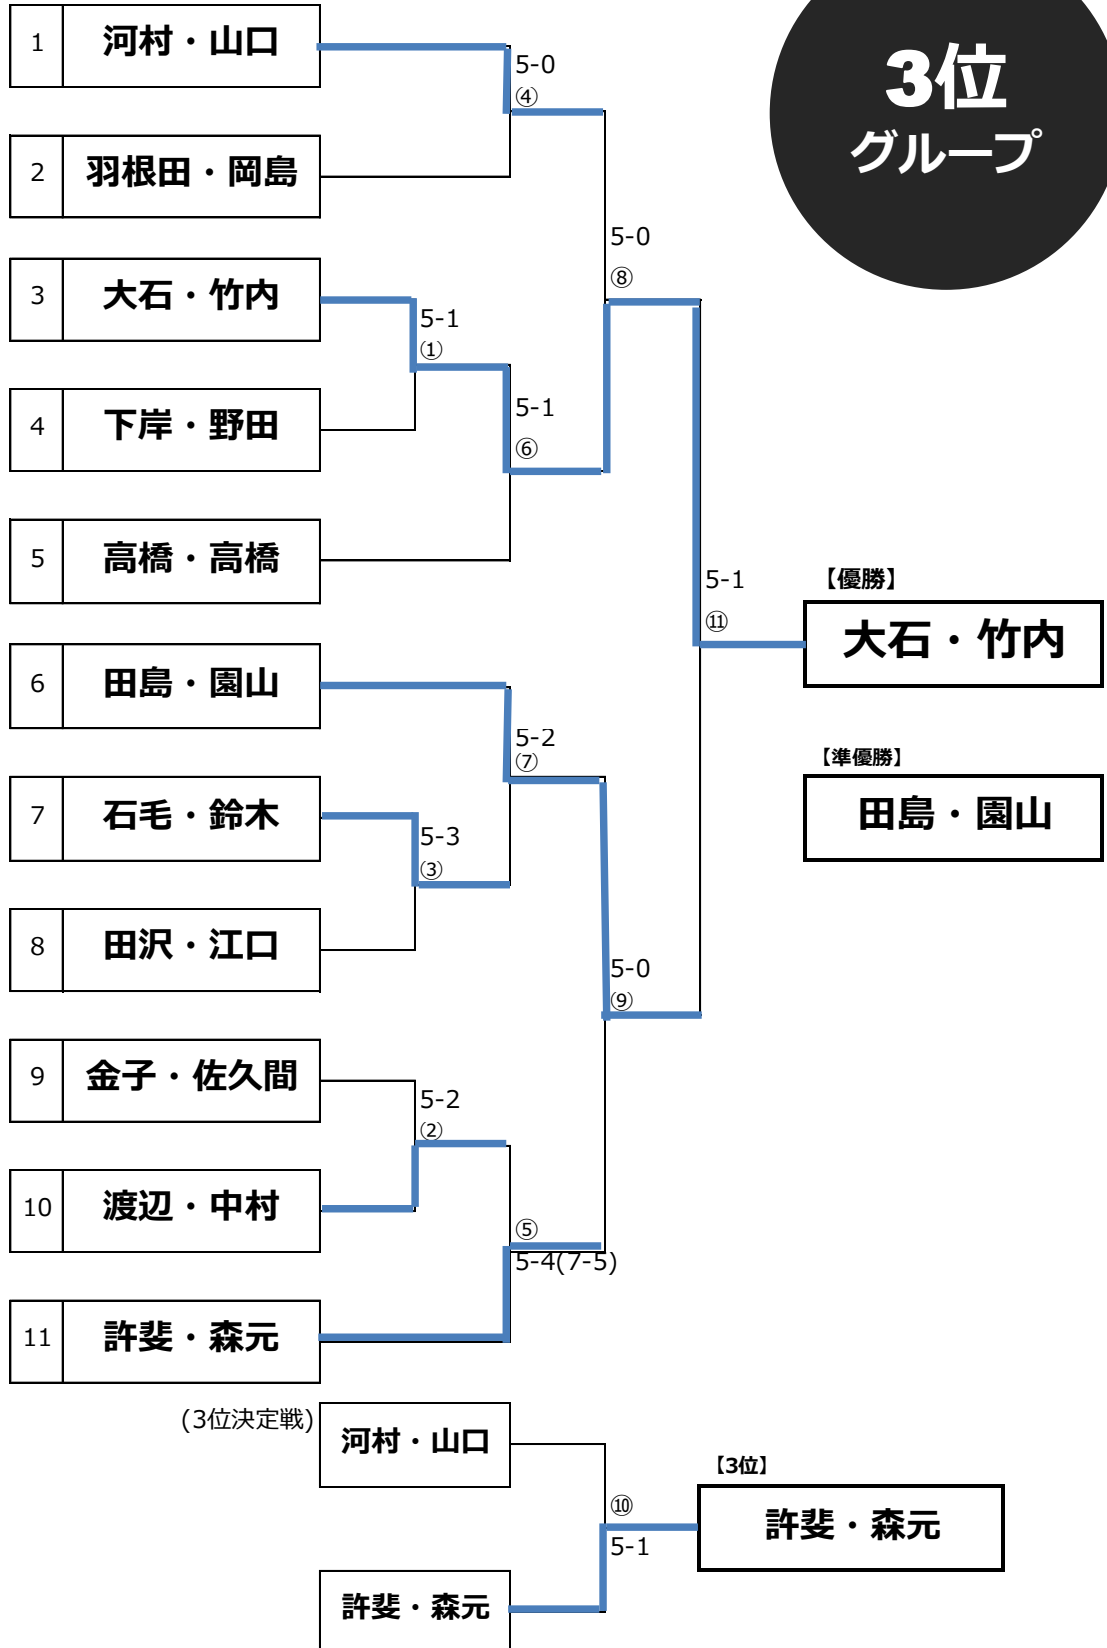 3位
グループ
1 河村・山口
5-0
④
2 羽根田・岡島
5-0
⑧
3 大石・竹内
5-1
①
5-1
⑥
4 下岸・野田
5 高橋・高橋
5-1
⑪
【優勝】
大石・竹内
6 田島・園山
5-2
⑦
【準優勝】
田島・園山
7 石毛・鈴木
5-3
③
8 田沢・江口
5-0
⑨
9 金子・佐久間
5-2
②
10 渡辺・中村
⑤
5-4(7-5)
11 許斐・森元
(3位決定戦)
河村・山口
⑩
5-1
【3位】
許斐・森元
許斐・森元